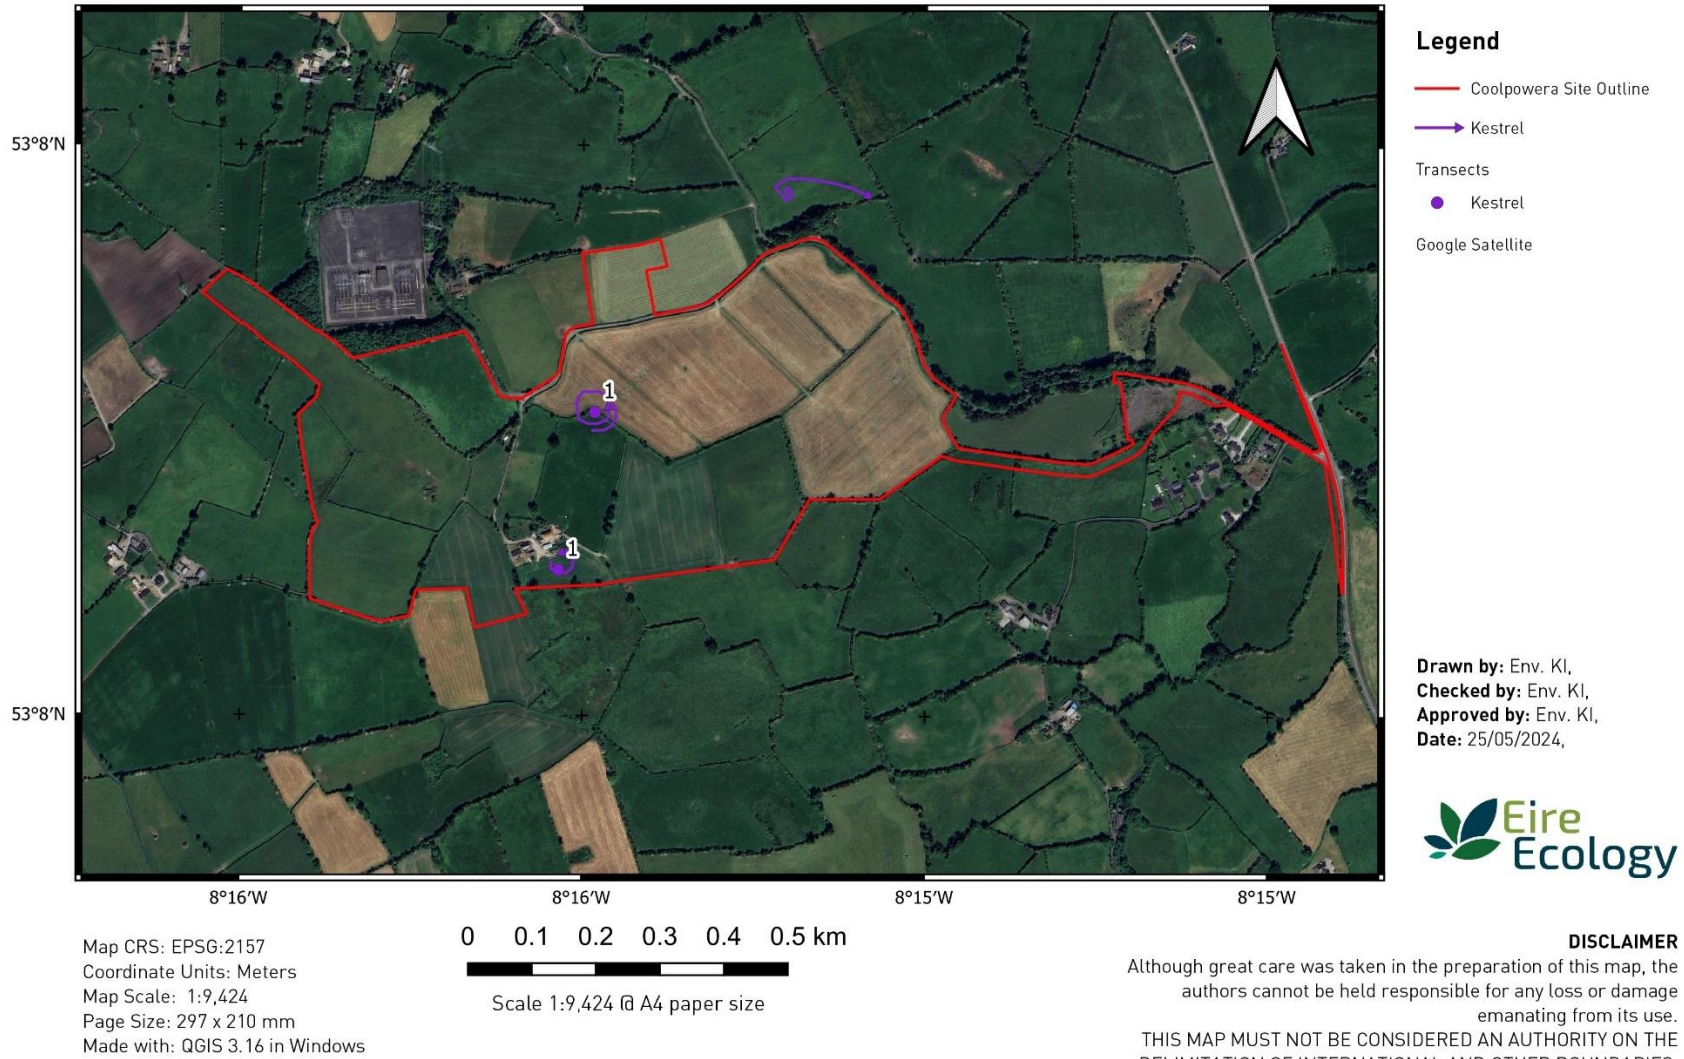 Legend
Coolpowera Site Outline
Kestrel
Transects
Kestrel
Google Satellite
53°8'N
1
1
53°8'N
8°16'W
8°16'W
8°15'W
8°15'W
Drawn by: Env. KI,
Checked by: Env. KI,
Approved by: Env. KI,
Date: 25/05/2024,
Eire
Ecology
Map CRS: EPSG:2157
Coordinate Units: Meters
Map Scale: 1:9,424
Page Size: 297 x 210 mm
Made with: QGIS 3.16 in Windows
0 0.1 0.2 0.3 0.4 0.5 km
Scale 1:9,424 @ A4 paper size
DISCLAIMER
Although great care was taken in the preparation of this map, the
authors cannot be held responsible for any loss or damage
emanating from its use.
THIS MAP MUST NOT BE CONSIDERED AN AUTHORITY ON THE
DELIMITATION OF INTERNATIONAL AND OTHER BOUNDARIES.